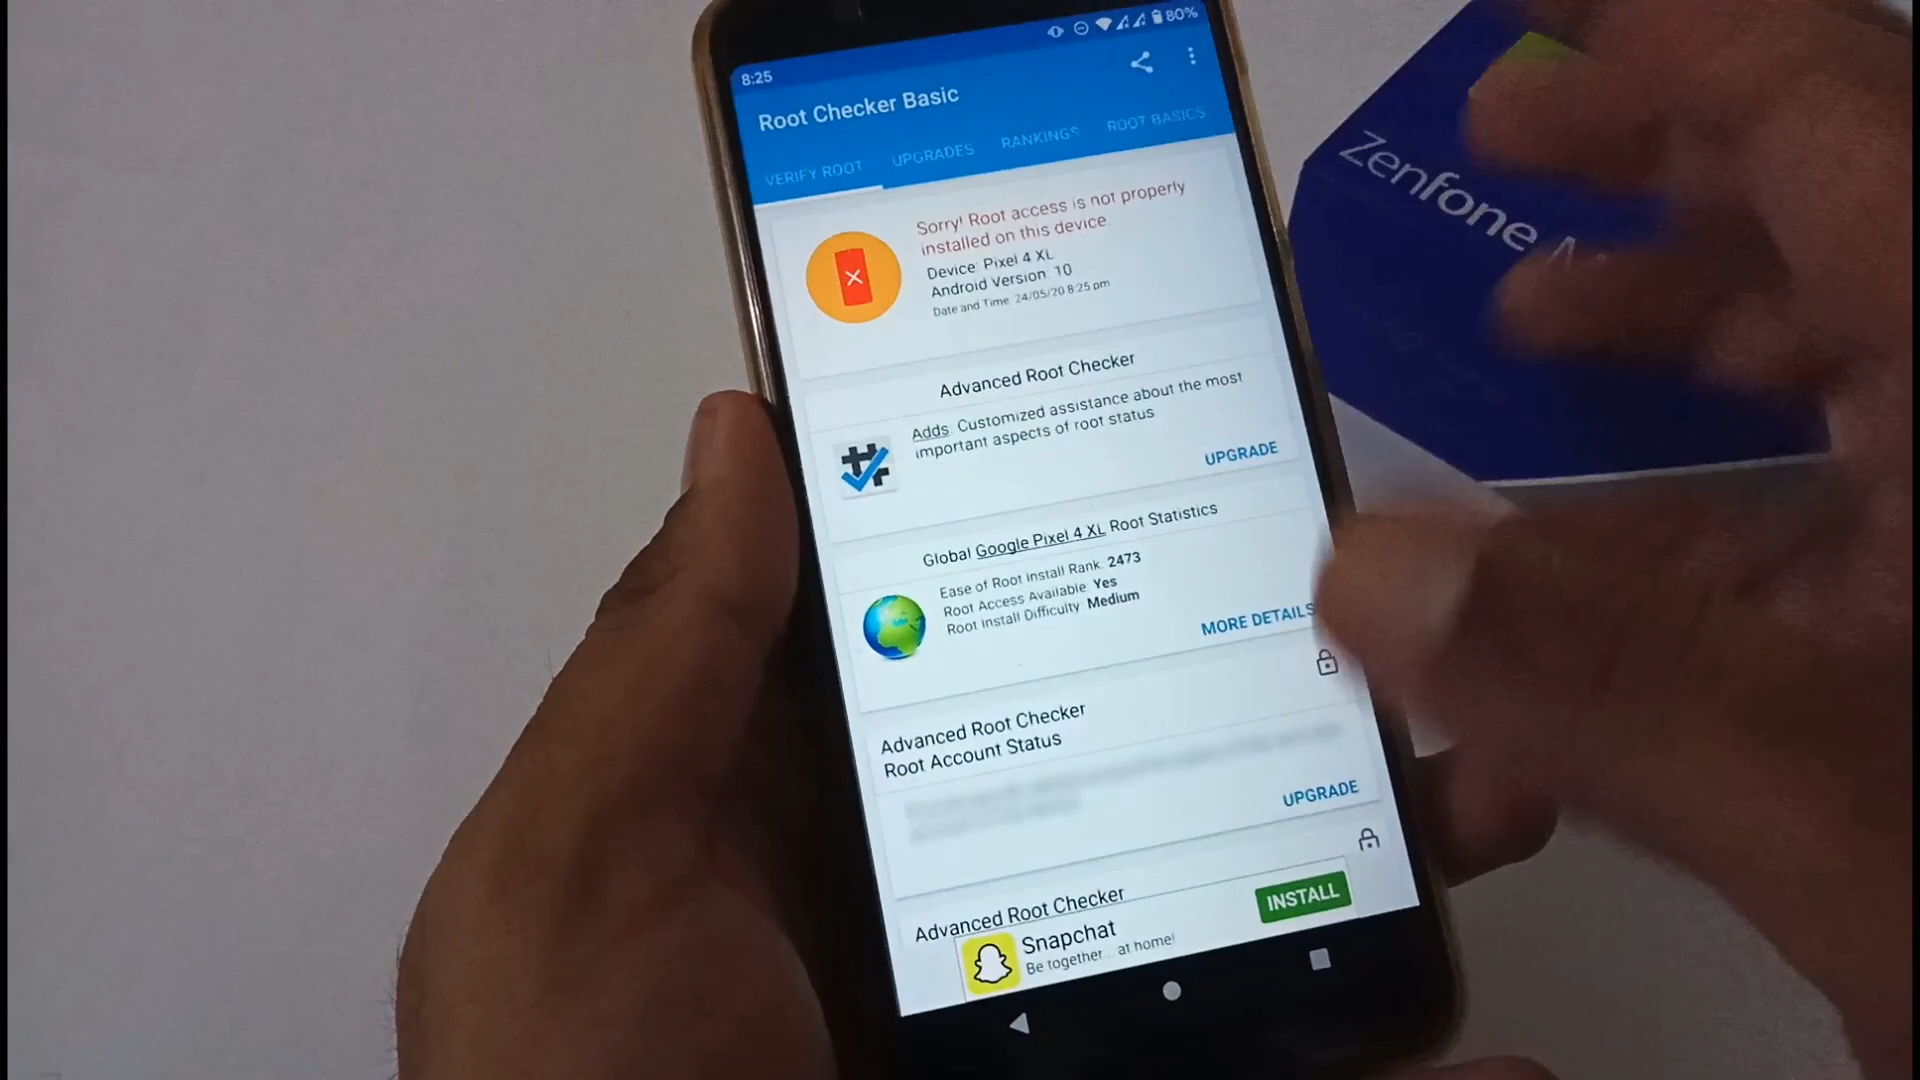 8:25
80%
Root Checker Basic
VERIFY ROOT
UPGRADES
RANKINGS
ROOT BASICS
Sorry! Root access is not properly
installed on this device.
Device: Pixel 4 XL
Android Version: 10
Date and Time: 24/05/20 8:25 pm
Advanced Root Checker
Adds: Customized assistance about the most
important aspects of root status
UPGRADE
Global Google Pixel 4 XL Root Statistics
Ease of Root Install Rank: 2473
Root Access Available: Yes
Root Install Difficulty: Medium
MORE DETAILS
Advanced Root Checker
Root Account Status
UPGRADE
Advanced Root Checker
Snapchat
Be together... at home!
INSTALL
Zenfone